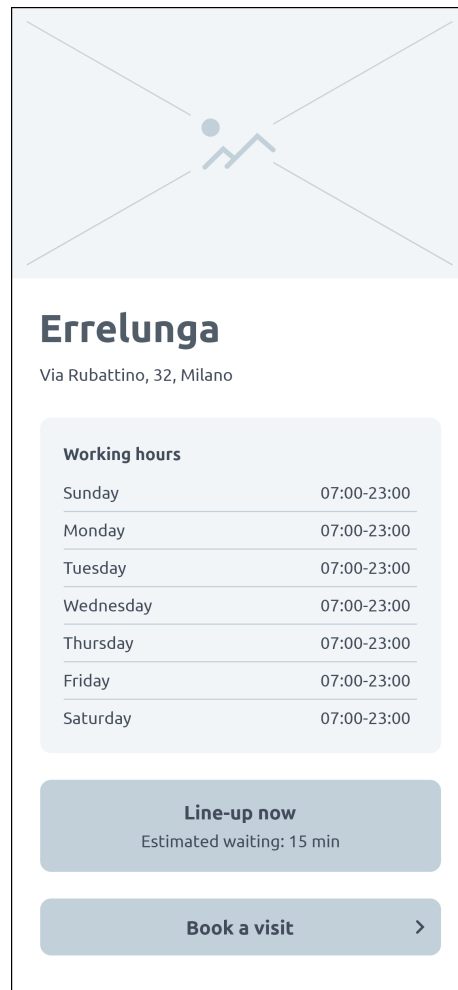 Errelunga
Via Rubattino, 32, Milano
Working hours
Sunday 07:00-23:00
Monday 07:00-23:00
Tuesday 07:00-23:00
Wednesday 07:00-23:00
Thursday 07:00-23:00
Friday 07:00-23:00
Saturday 07:00-23:00
Line-up now
Estimated waiting: 15 min
Book a visit